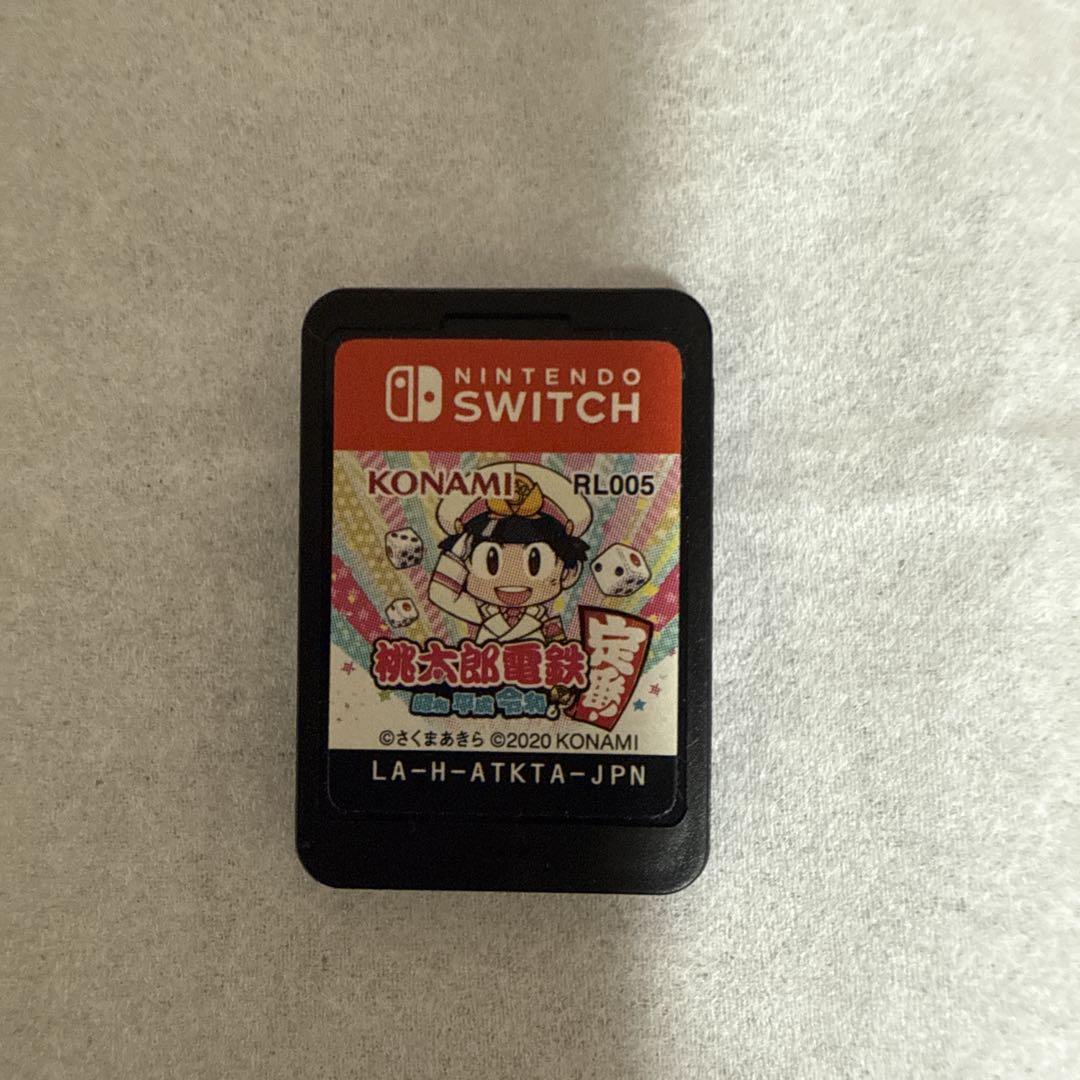 NINTENDO
SWITCH
KONAMI RL005
桃太郎電鉄
昭和 平成 令和も
定番!
©さくまあきら ©2020 KONAMI
LA-H-ATKTA-JPN